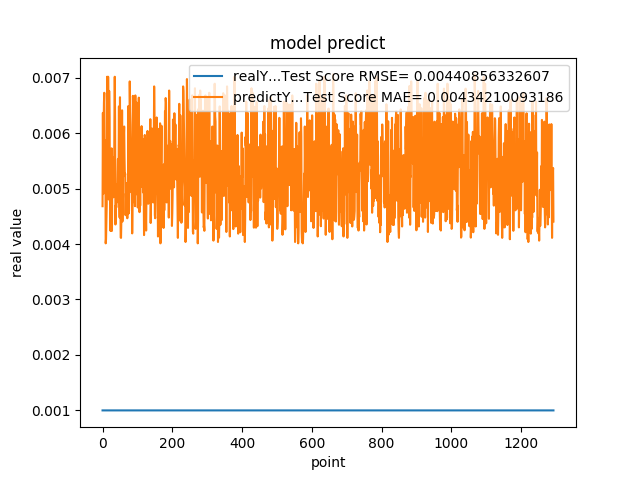 model predict
realY...Test Score RMSE= 0.00440856332607
predictY...Test Score MAE= 0.00434210093186
0.007
0.006
0.005
0.004
0.003
0.002
0.001
real value
0 200 400 600 800 1000 1200
point